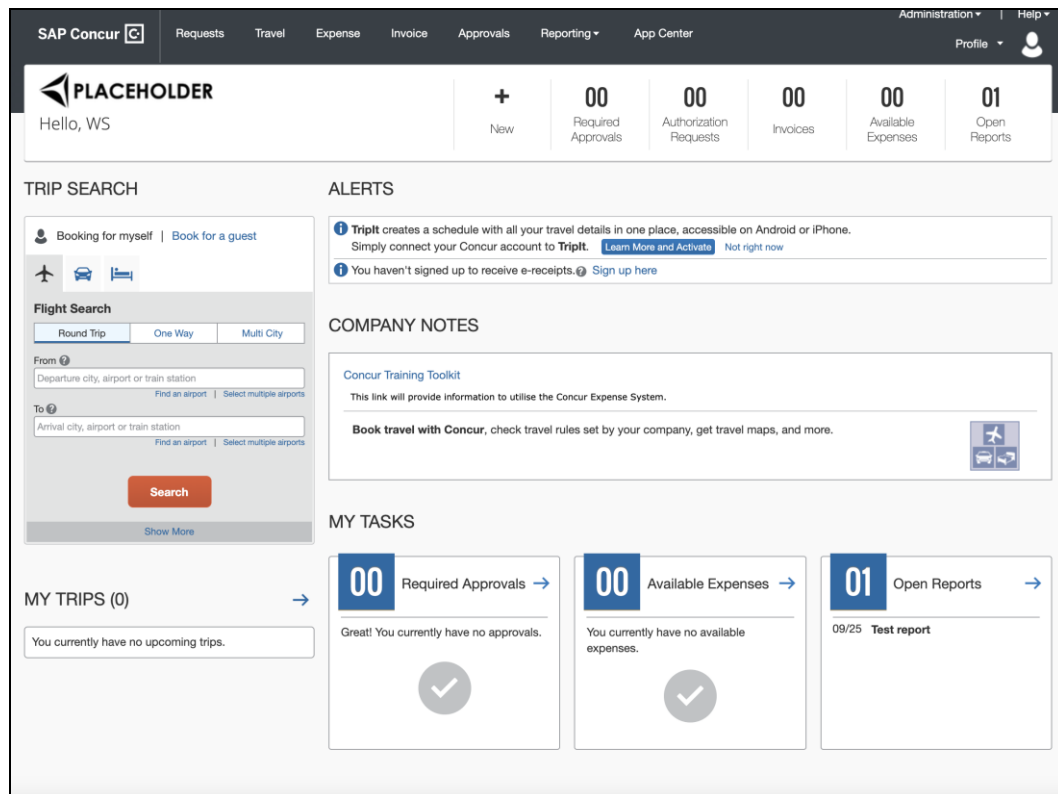 Administration | Help
SAP Concur C Requests Travel Expense Invoice Approvals Reporting App Center
Profile
PLACEHOLDER
Hello, WS
+
New
00
Required
Approvals
00
Authorization
Requests
00
Invoices
00
Available
Expenses
01
Open
Reports
TRIP SEARCH
Booking for myself | Book for a guest
Flight Search
Round Trip One Way Multi City
From ?
Departure city, airport or train station
Find an airport | Select multiple airports
To ?
Arrival city, airport or train station
Find an airport | Select multiple airports
Search
Show More
MY TRIPS (0)
You currently have no upcoming trips.
ALERTS
TripIt creates a schedule with all your travel details in one place, accessible on Android or iPhone.
Simply connect your Concur account to TripIt. Learn More and Activate Not right now
You haven't signed up to receive e-receipts. ? Sign up here
COMPANY NOTES
Concur Training Toolkit
This link will provide information to utilise the Concur Expense System.
Book travel with Concur, check travel rules set by your company, get travel maps, and more.
MY TASKS
00 Required Approvals
Great! You currently have no approvals.
00 Available Expenses
You currently have no available
expenses.
01 Open Reports
09/25 Test report